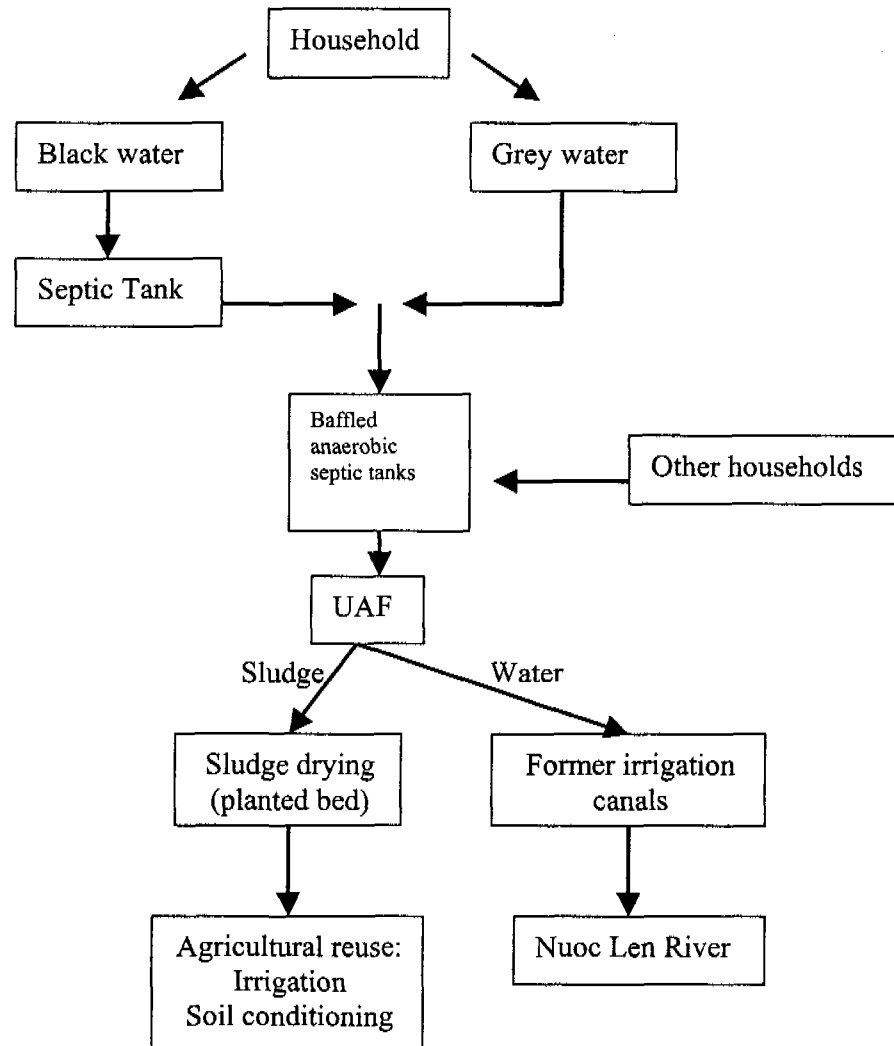 Household
Black water
Grey water
Septic Tank
Baffled
anaerobic
septic tanks
Other households
UAF
Sludge
Water
Sludge drying
(planted bed)
Former irrigation
canals
Agricultural reuse:
Irrigation
Soil conditioning
Nuoc Len River